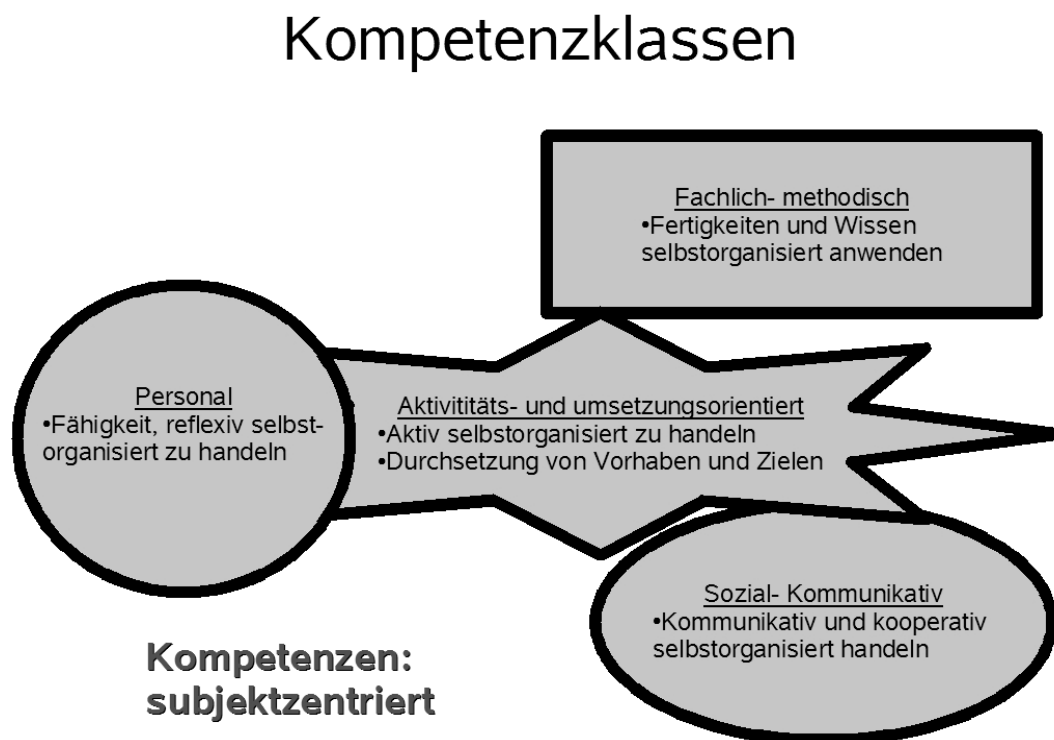 Kompetenzklassen
Fachlich- methodisch
•Fertigkeiten und Wissen
selbstorganisiert anwenden
Personal
•Fähigkeit, reflexiv selbst-
organisiert zu handeln
Aktivititäts- und umsetzungsorientiert
•Aktiv selbstorganisiert zu handeln
•Durchsetzung von Vorhaben und Zielen
Sozial- Kommunikativ
•Kommunikativ und kooperativ
selbstorganisiert handeln
Kompetenzen:
subjektzentriert